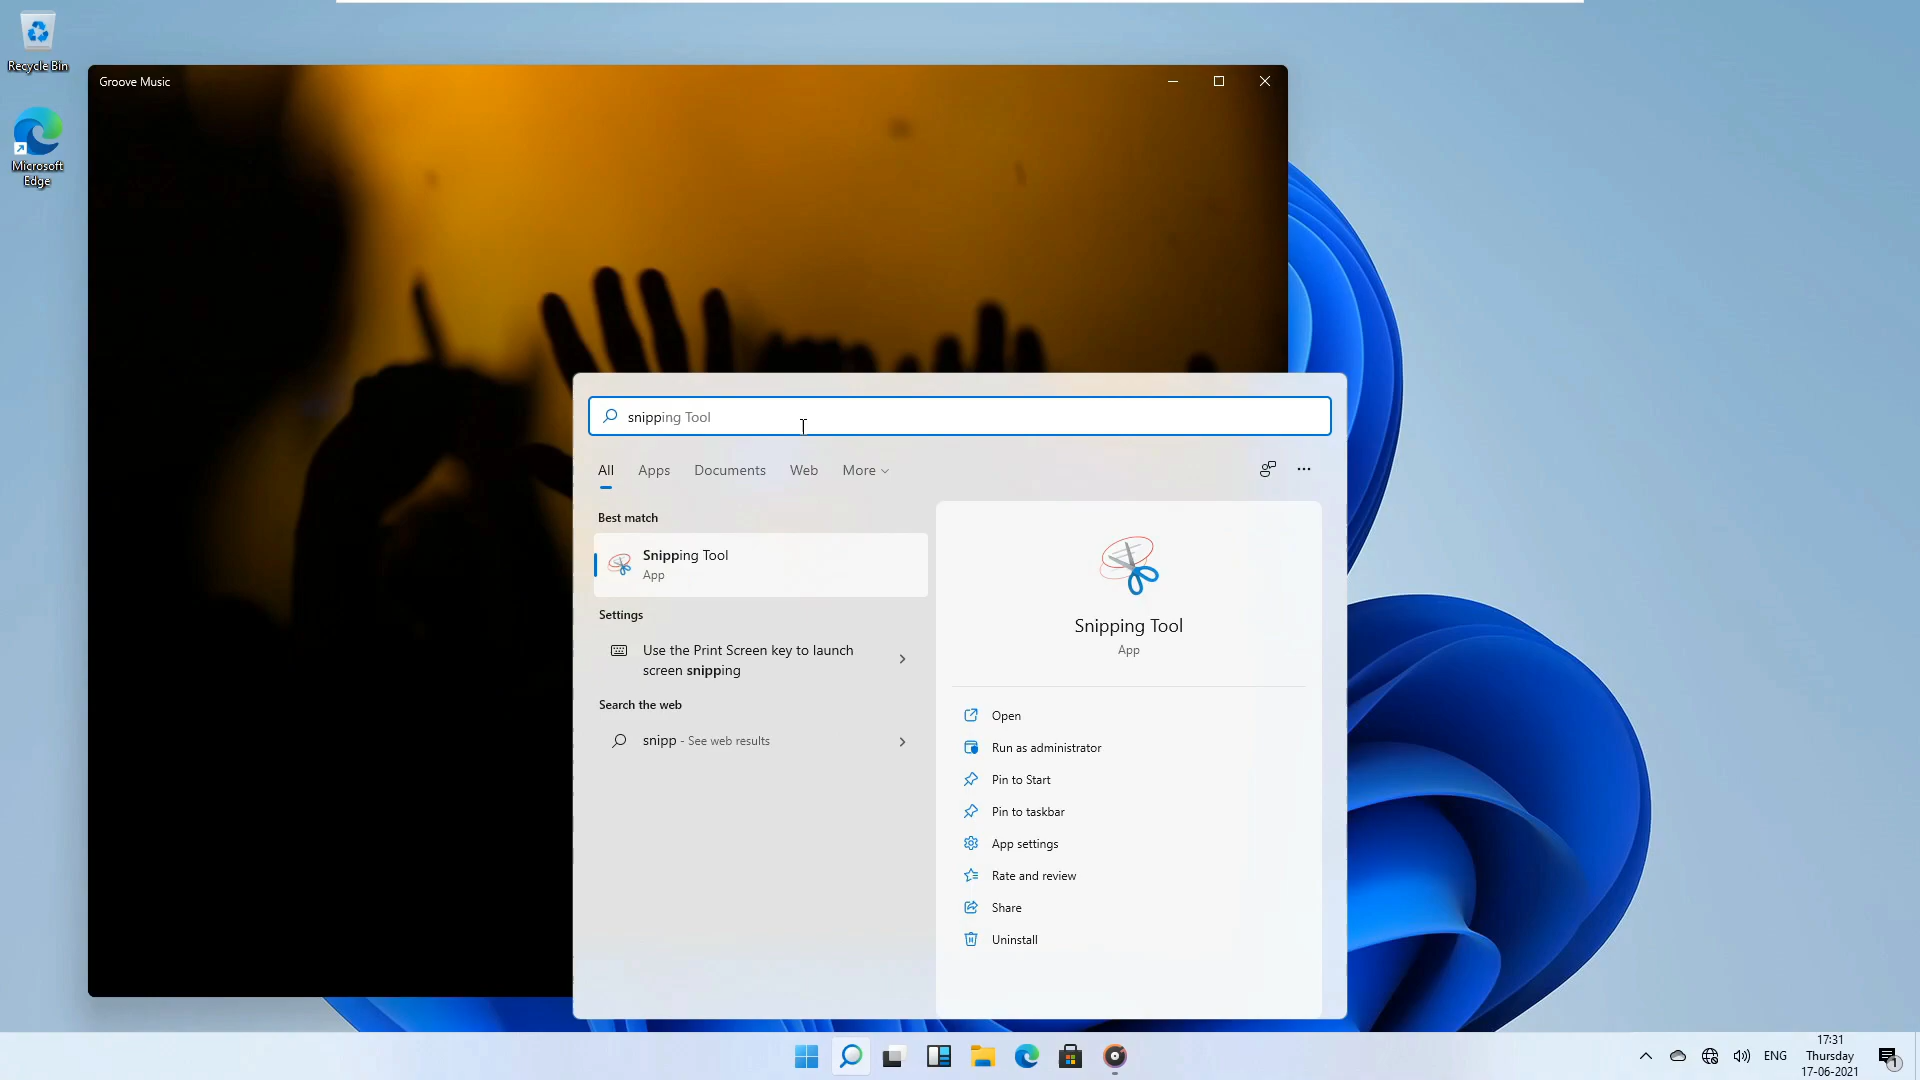 Recycle Bin
Microsoft
Edge
Groove Music
snipping Tool
All
Apps
Documents
Web
More
Best match
Snipping Tool
App
Settings
Use the Print Screen key to launch
screen snipping
Search the web
snipp - See web results
Snipping Tool
App
Open
Run as administrator
Pin to Start
Pin to taskbar
App settings
Rate and review
Share
Uninstall
ENG
17:31
Thursday
17-06-2021
1